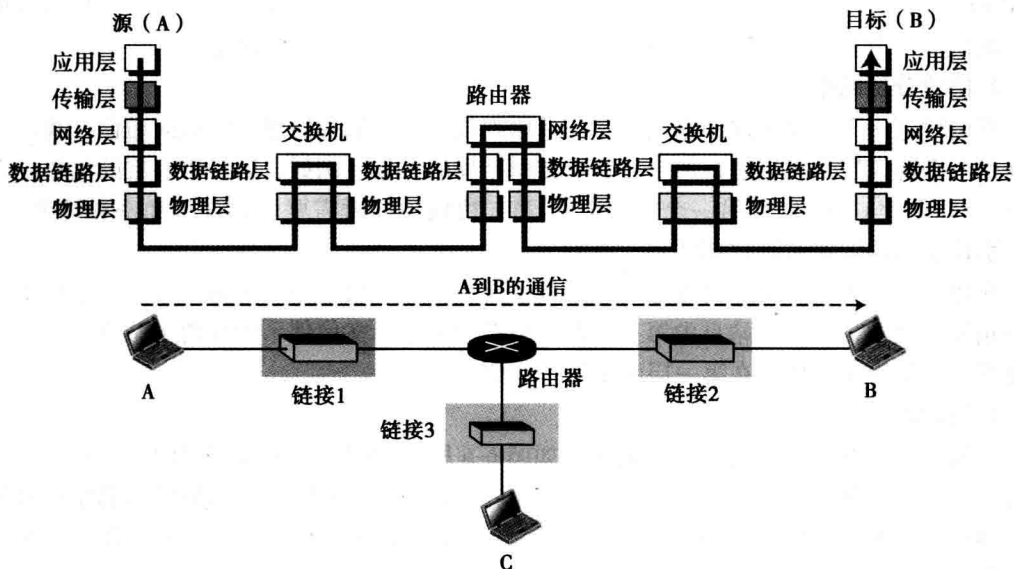 源（A）
目标（B）
应用层
应用层
传输层
路由器
传输层
网络层
交换机
网络层
交换机
网络层
数据链路层
数据链路层
数据链路层
数据链路层
数据链路层
数据链路层
物理层
物理层
物理层
物理层
物理层
物理层
A到B的通信
A
链接1
路由器
链接2
B
链接3
C